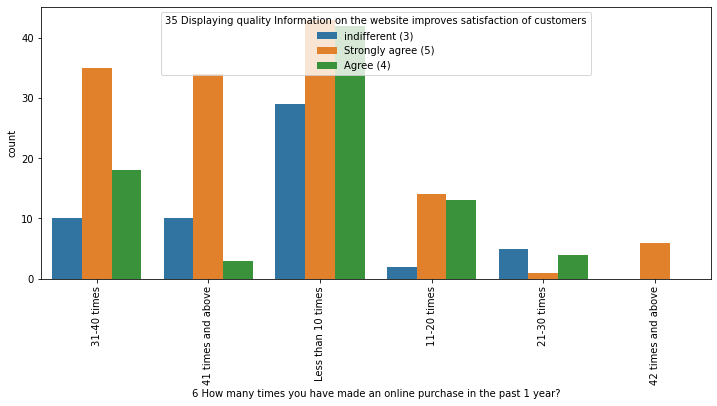 35 Displaying quality Information on the website improves satisfaction of customers
indifferent (3)
Strongly agree (5)
Agree (4)
count
40
30
20
10
0
31-40 times
41 times and above
Less than 10 times
11-20 times
21-30 times
42 times and above
6 How many times you have made an online purchase in the past 1 year?